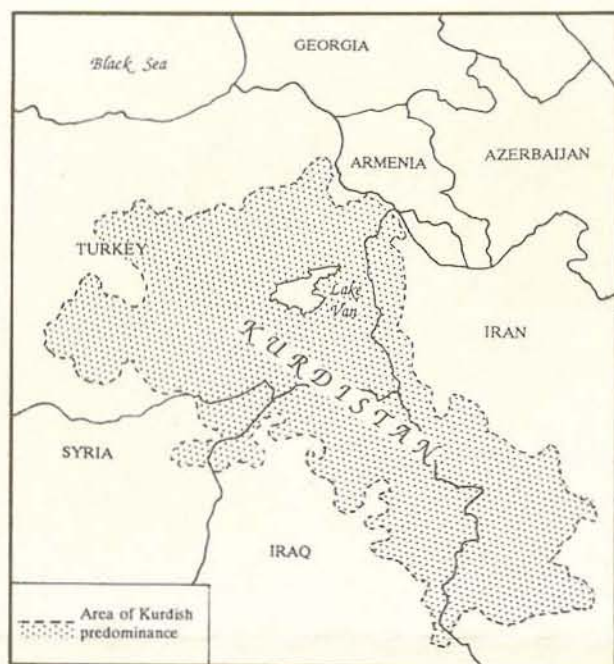 GEORGIA
Black Sea
ARMENIA
AZERBAIJAN
TURKEY
Lake
Van
IRAN
KURDISTAN
SYRIA
IRAQ
Area of Kurdish
predominance